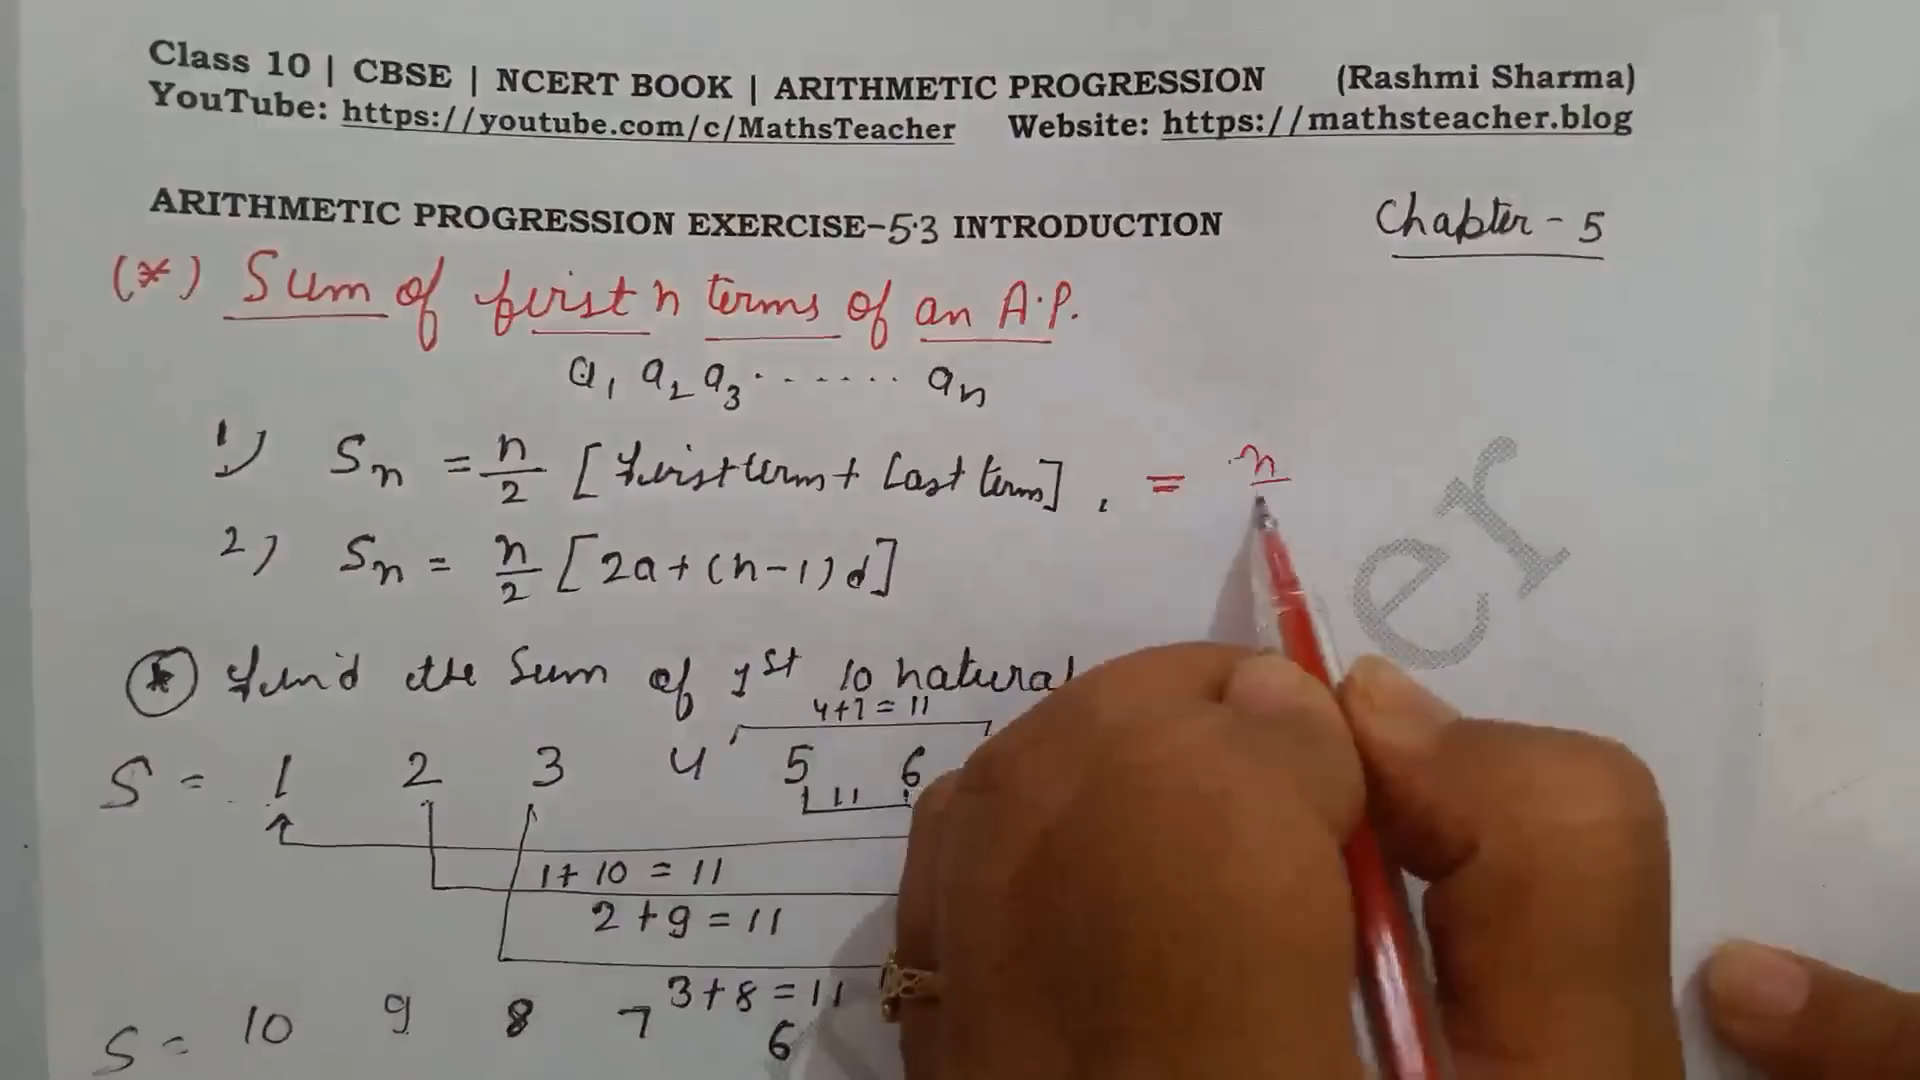 Class 10 | CBSE | NCERT BOOK | ARITHMETIC PROGRESSION (Rashmi Sharma)
YouTube: https://youtube.com/c/MathsTeacher Website: https://mathsteacher.blog
ARITHMETIC PROGRESSION EXERCISE-5.3 INTRODUCTION Chapter - 5
(*) Sum of first n terms of an A.P.
a1 a2 a3 ....... an
1) Sn = n/2 [first term + Last term], = n
2) Sn = n/2 [2a+(n-1)d]
* find the Sum of 1st 10 natural
4+7=11
S = 1 2 3 4 5 6
11
1+10 = 11
2+9 = 11
3+8 = 11
S = 10 9 8 7 6
er